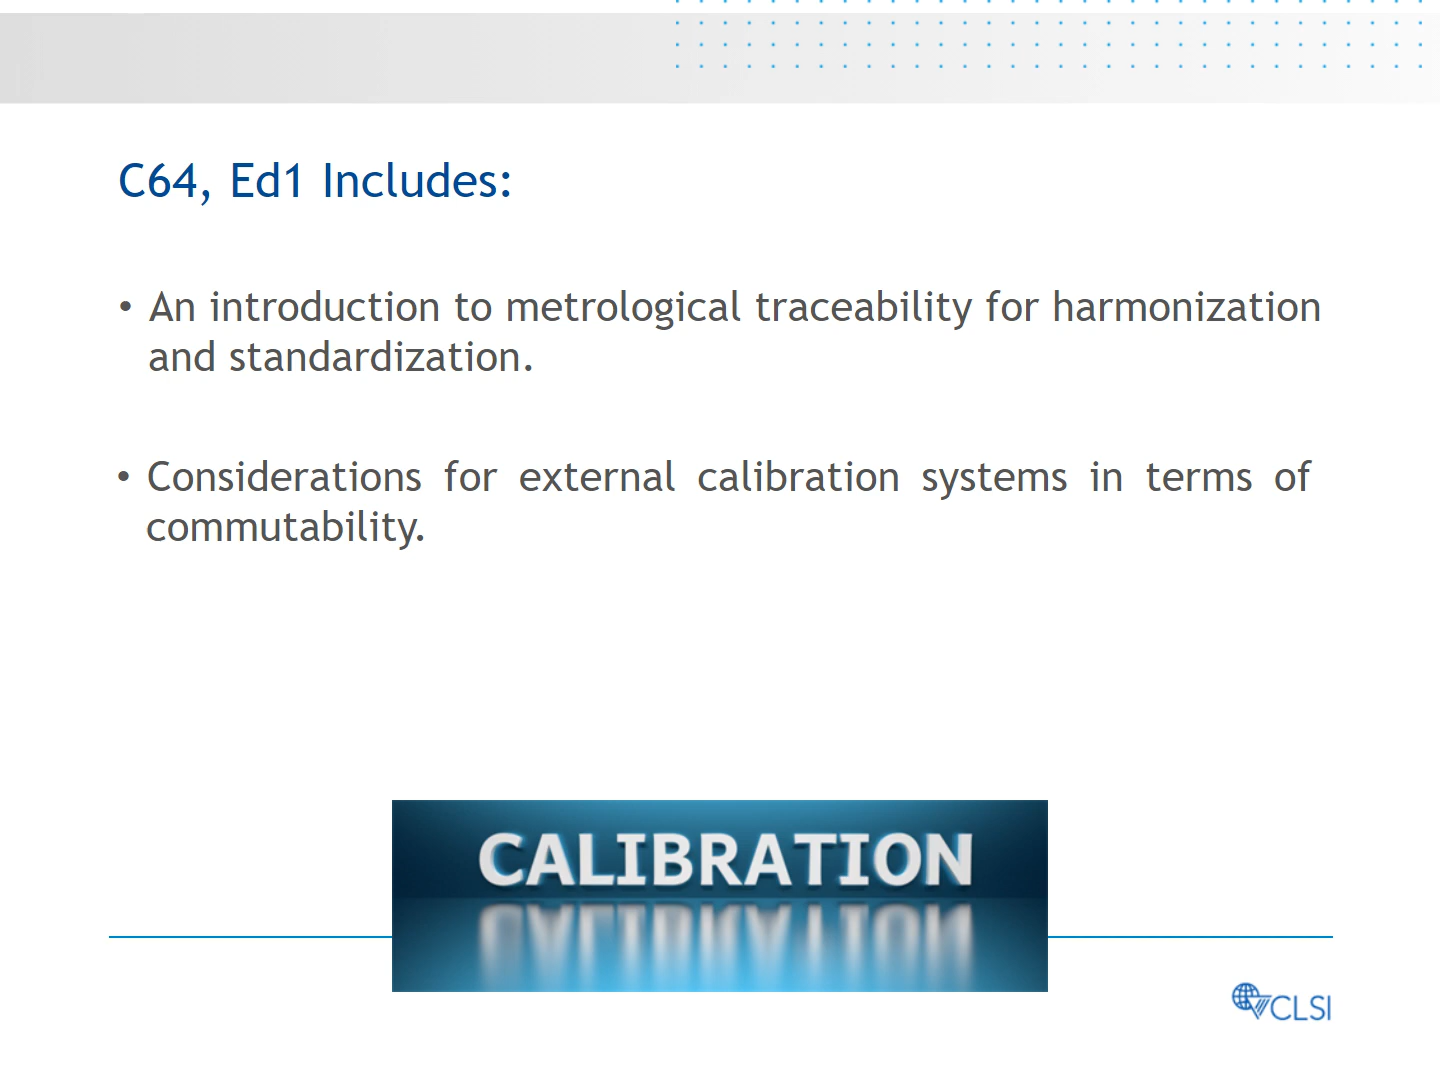 C64, Ed1 Includes:
• An introduction to metrological traceability for harmonization
and standardization.
• Considerations for external calibration systems in terms of
commutability.
CALIBRATION
CLSI